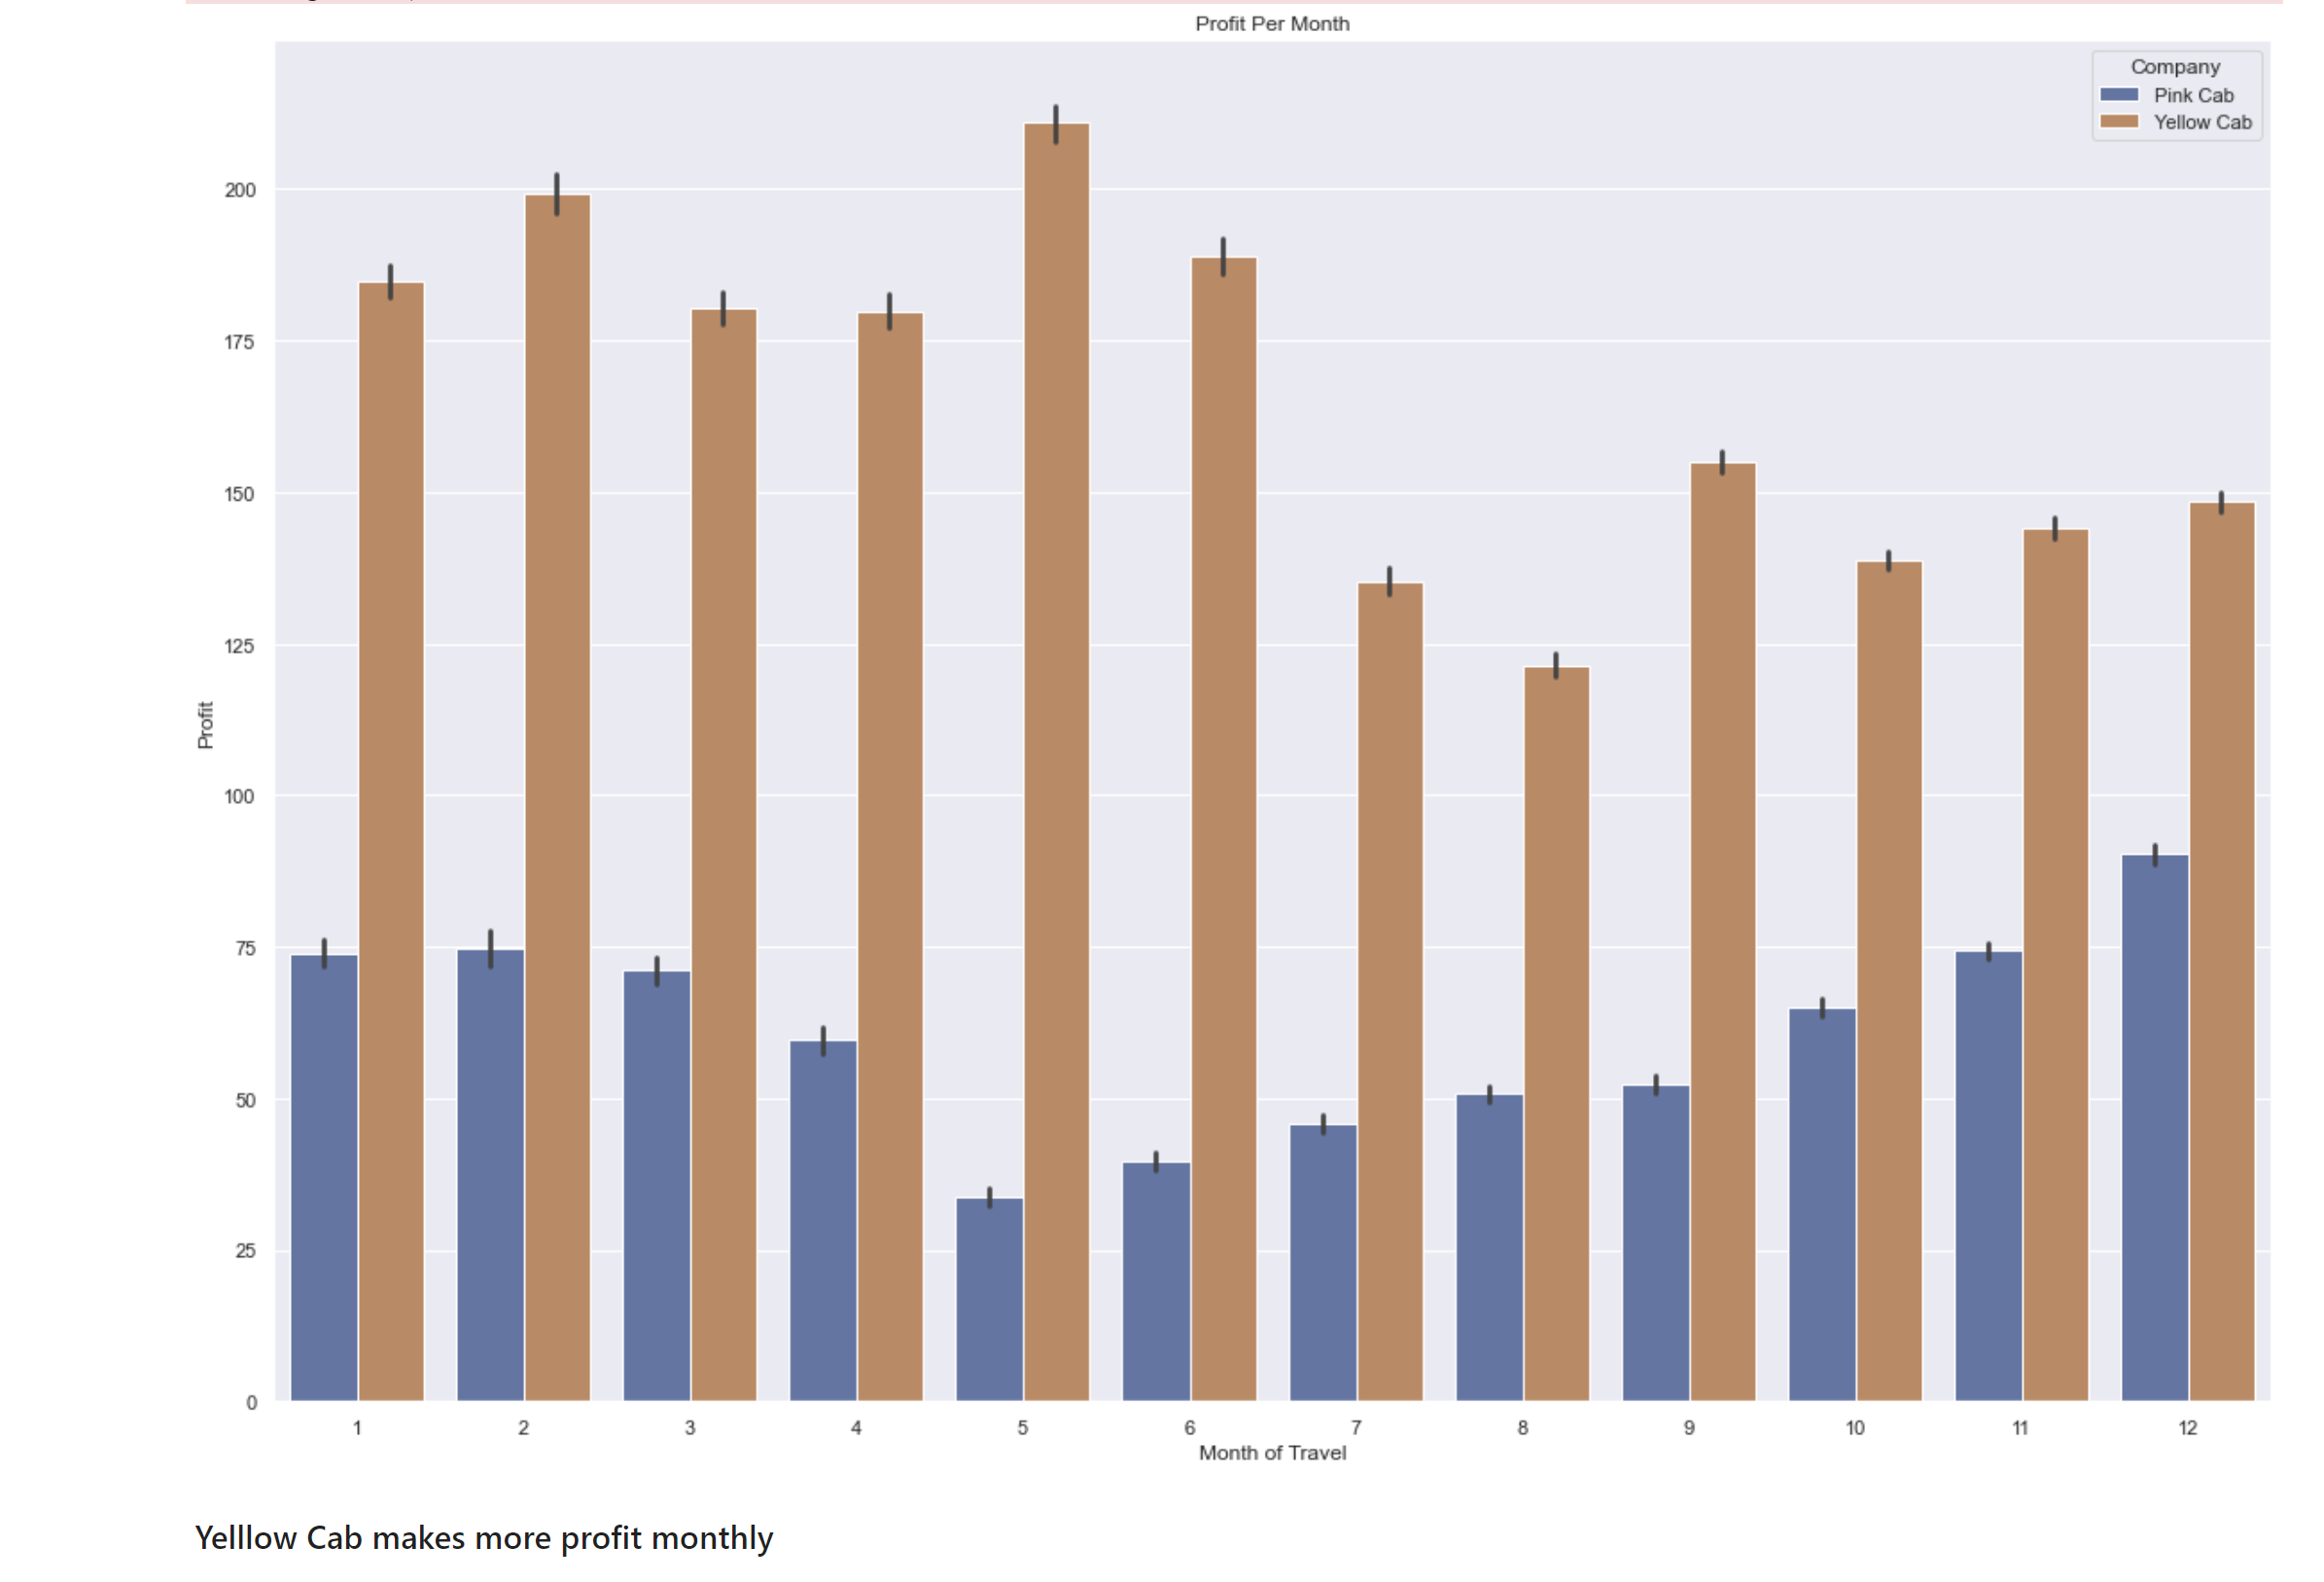 Profit Per Month
Company
Pink Cab
Yellow Cab
200
175
150
125
100
75
50
25
0
Profit
1 2 3 4 5 6 7 8 9 10 11 12
Month of Travel
Yelllow Cab makes more profit monthly